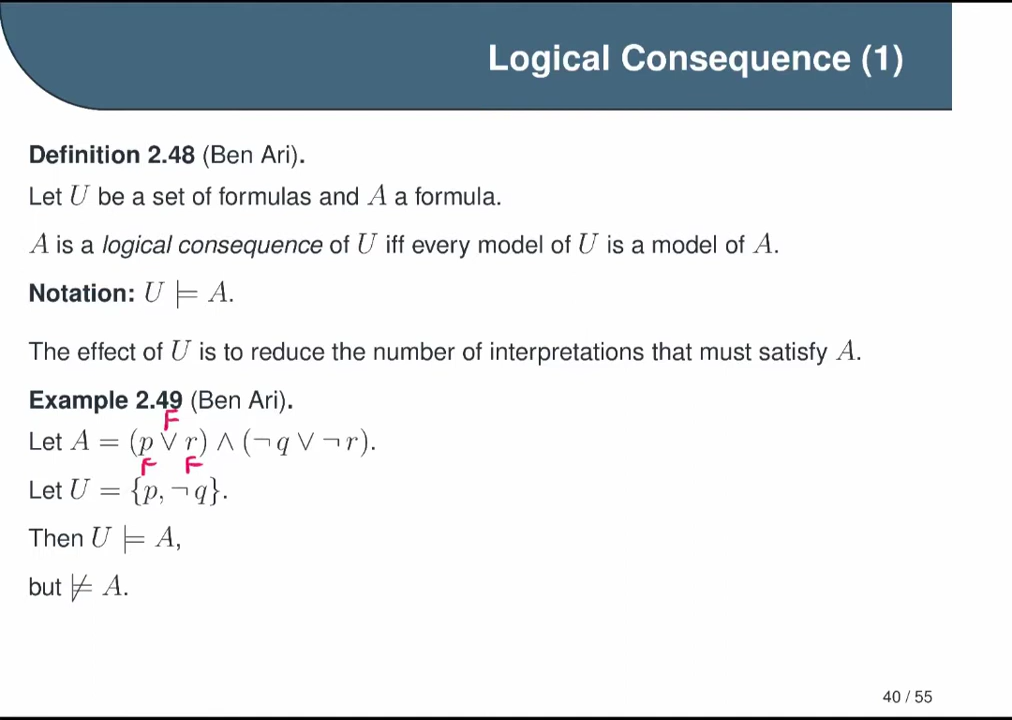 Logical Consequence (1)
Definition 2.48 (Ben Ari).
Let U be a set of formulas and A a formula.
A is a logical consequence of U iff every model of U is a model of A.
Notation: U ⊨ A.
The effect of U is to reduce the number of interpretations that must satisfy A.
Example 2.49 (Ben Ari).
F
Let A = (p ∨ r) ∧ (¬ q ∨ ¬ r).
F F
Let U = {p, ¬ q}.
Then U ⊨ A,
but ⊭ A.
40 / 55